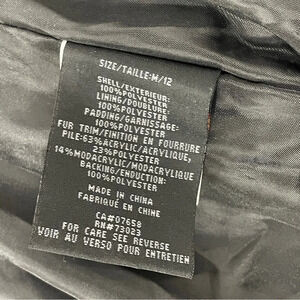 SIZE/TAILLE:M/12
SHELL/EXTERIEUR:
100%POLYESTER
LINING/DOUBLURE:
100%POLYESTER
PADDING/GARNISSAGE:
100%POLYESTER
FUR TRIM/FINITION EN FOURRURE
PILE:63%ACRYLIC/ACRYLIQUE,
23%POLYESTER
14%MODACRYLIC/MODACRYLIQUE
BACKING/ENDUCTION:
100%POLYESTER
MADE IN CHINA
FABRIQUÉ EN CHINE
CA#07658
RN#73023
FOR CARE SEE REVERSE
VOIR AU VERSO POUR ENTRETIEN